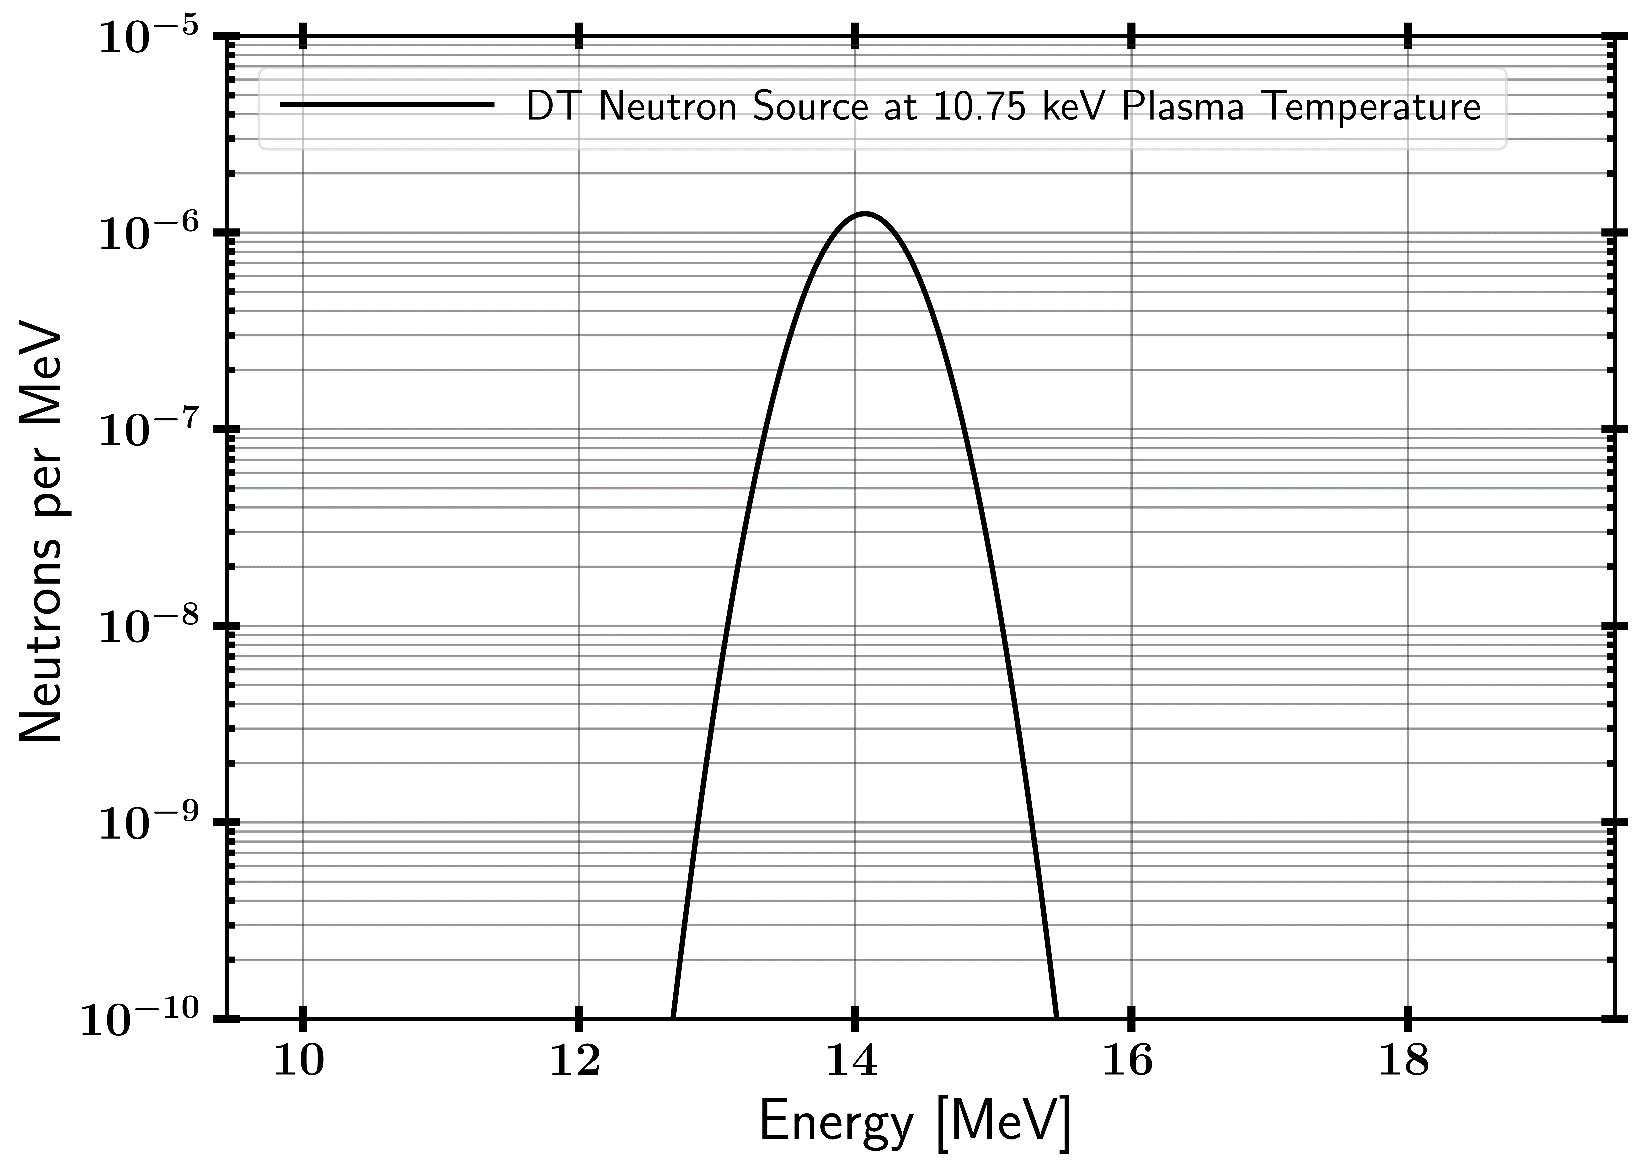 10⁻⁵
DT Neutron Source at 10.75 keV Plasma Temperature
10⁻⁶
10⁻⁷
10⁻⁸
10⁻⁹
10⁻¹⁰
Neutrons per MeV
10 12 14 16 18
Energy [MeV]